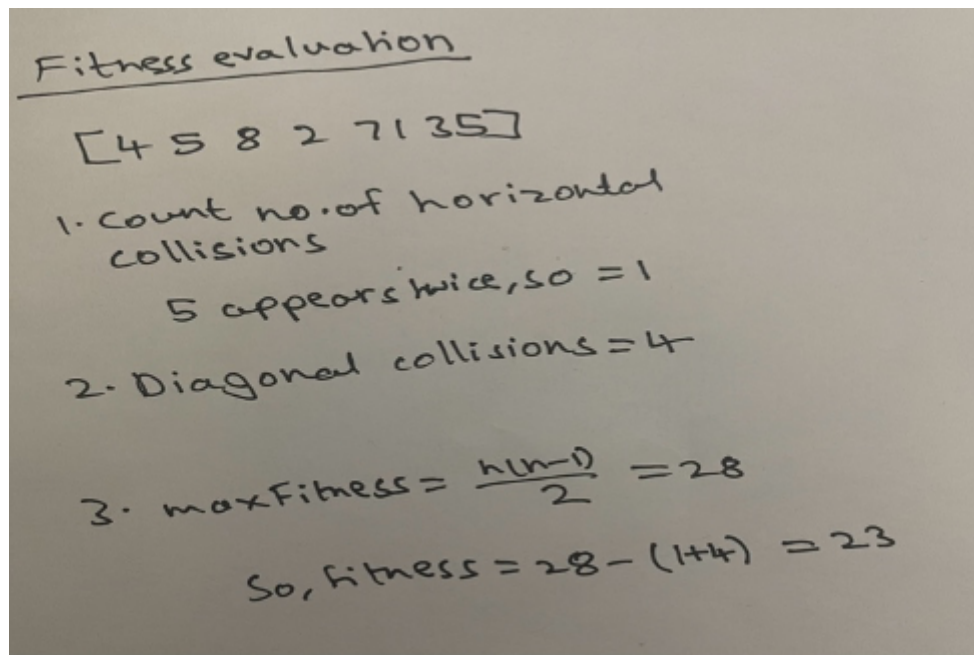 Fitness evaluation
[4 5 8 2 7 1 3 5]
1. Count no. of horizontal
collisions
5 appears twice, so = 1
2. Diagonal collisions = 4
3. maxFitness = n(n-1)/2 = 28
So, fitness = 28 - (1+4) = 23